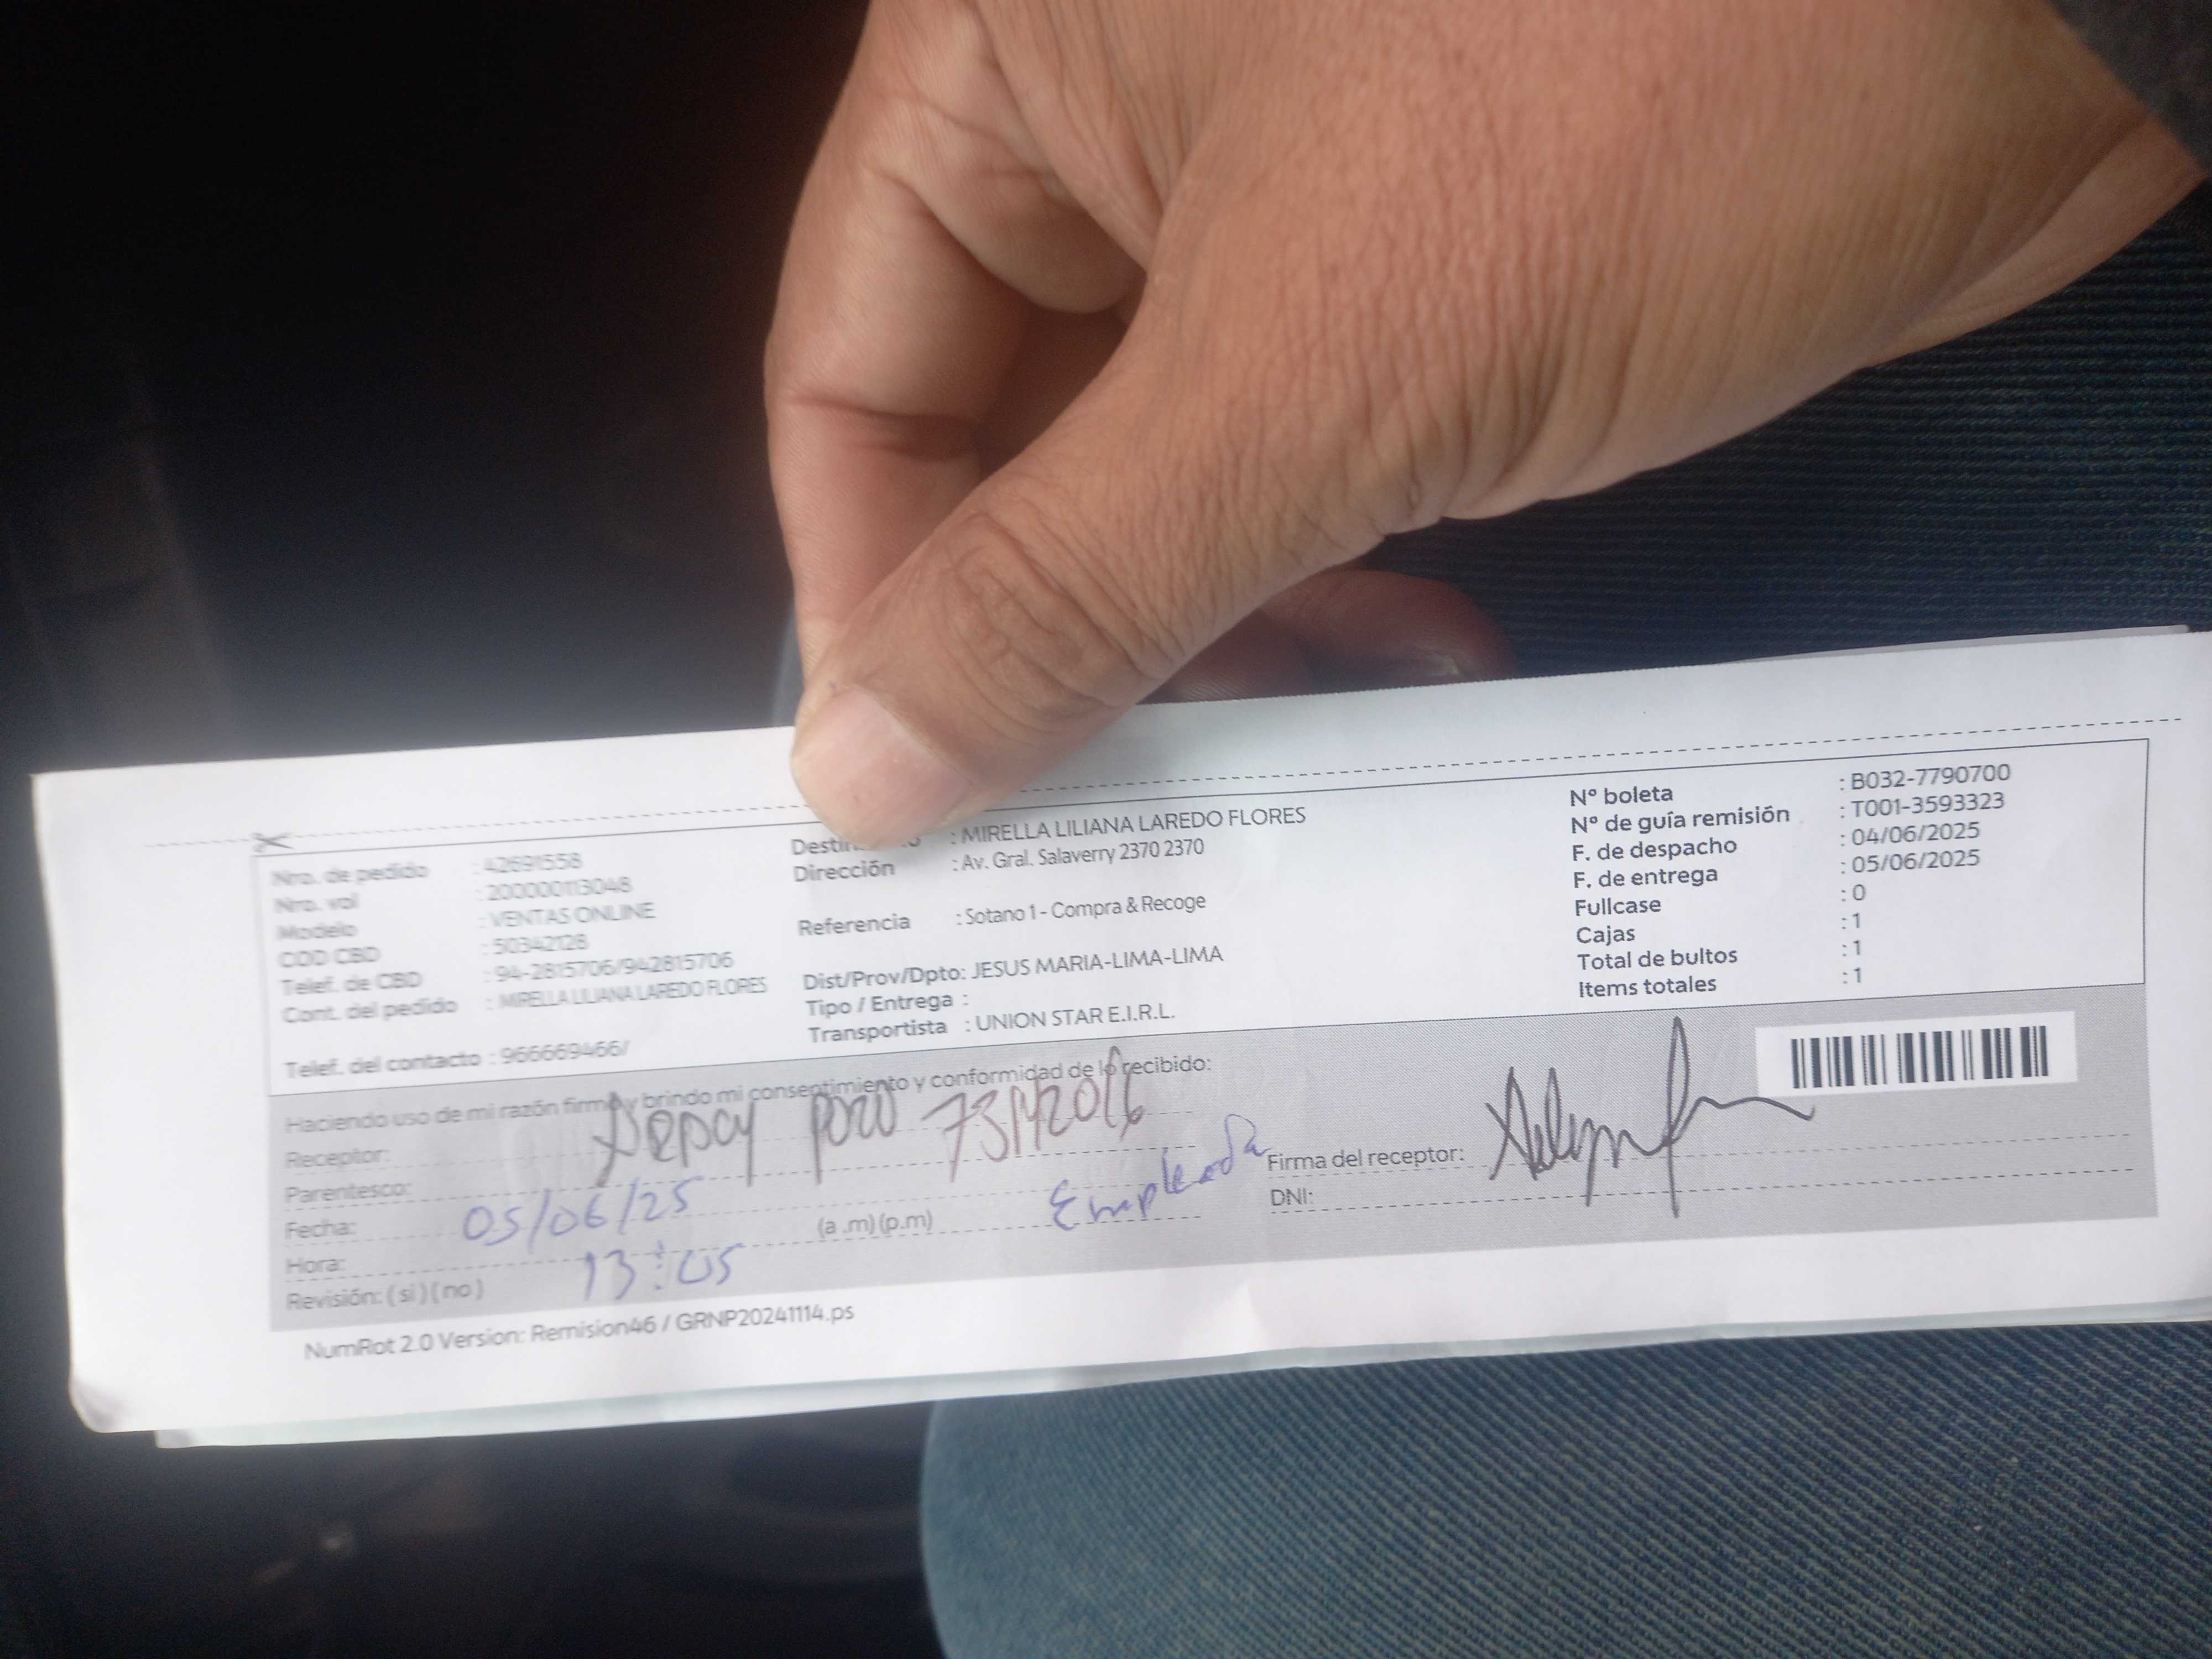 Nro. de pedido : 42691558
Nro. vol : 200000113048
Modelo : VENTAS ONLINE
COD CBD : 50342128
Telef. de CBD : 94-2815706/942815706
Cont. del pedido : MIRELLA LILIANA LAREDO FLORES
Telef. del contacto : 966669466/
: MIRELLA LILIANA LAREDO FLORES
Dirección : Av. Gral. Salaverry 2370 2370
Referencia : Sotano 1 - Compra & Recoge
Dist/Prov/Dpto: JESUS MARIA-LIMA-LIMA
Tipo / Entrega :
Transportista : UNION STAR E.I.R.L.
Nº boleta : B032-7790700
Nº de guía remisión : T001-3593323
F. de despacho : 04/06/2025
F. de entrega : 05/06/2025
Fullcase : 0
Cajas : 1
Total de bultos : 1
Items totales : 1
Haciendo uso de mi razón firmo y brindo mi consentimiento y conformidad de lo recibido:
Receptor:
Parentesco: Empleada
Fecha: 05/06/25
Hora: 13:05 (a .m) (p.m)
Revisión: ( si ) ( no )
Firma del receptor:
DNI:
NumRot 2.0 Version: Remision46 / GRNP20241114.ps